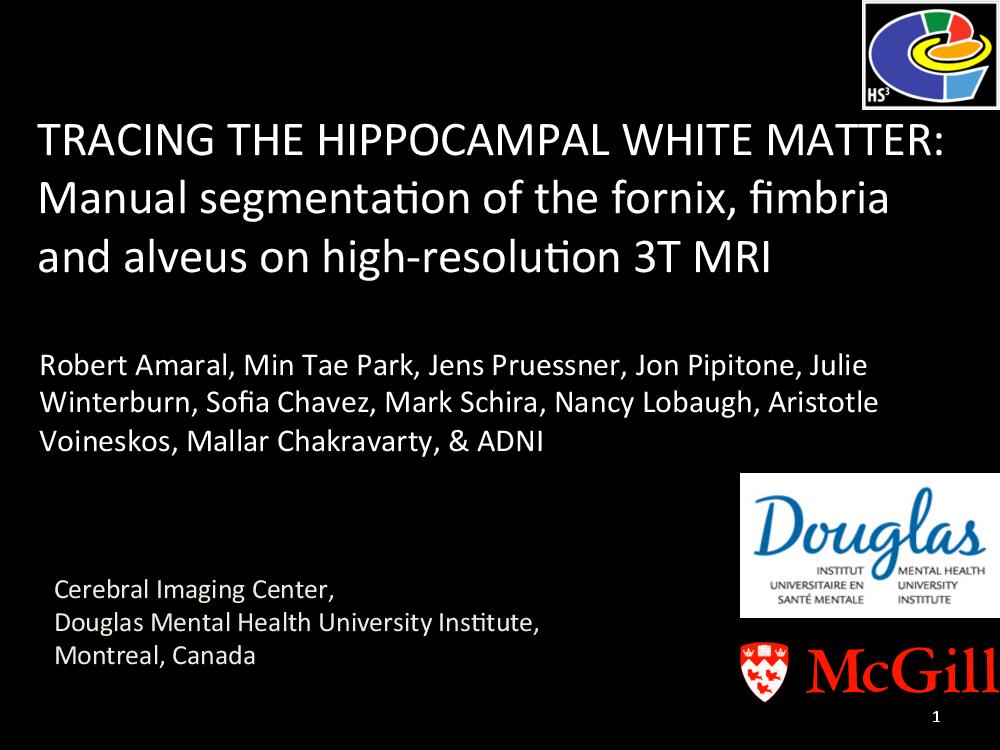 HS³
TRACING THE HIPPOCAMPAL WHITE MATTER:
Manual segmentation of the fornix, fimbria
and alveus on high-resolution 3T MRI
Robert Amaral, Min Tae Park, Jens Pruessner, Jon Pipitone, Julie
Winterburn, Sofia Chavez, Mark Schira, Nancy Lobaugh, Aristotle
Voineskos, Mallar Chakravarty, & ADNI
Cerebral Imaging Center,
Douglas Mental Health University Institute,
Montreal, Canada
Douglas
INSTITUT
UNIVERSITAIRE EN
SANTÉ MENTALE
MENTAL HEALTH
UNIVERSITY
INSTITUTE
McGill
1